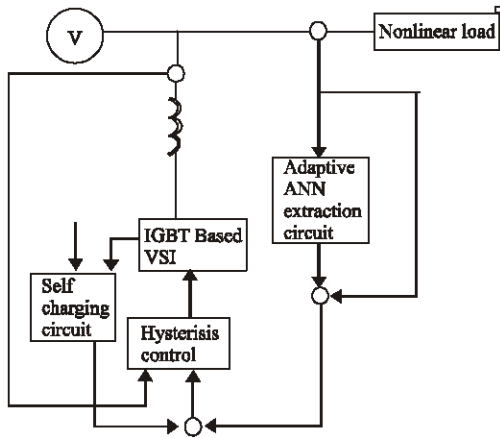 V
Nonlinear load
Adaptive
ANN
extraction
circuit
IGBT Based
VSI
Self
charging
circuit
Hysterisis
control